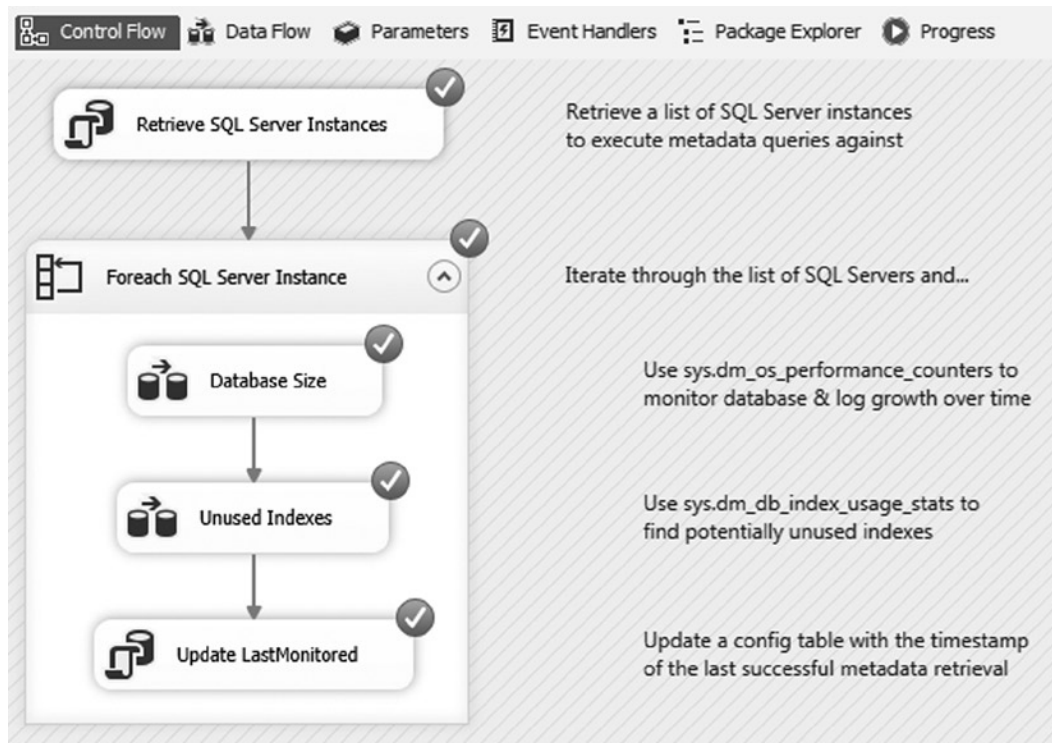 Control Flow Data Flow Parameters Event Handlers Package Explorer Progress
Retrieve SQL Server Instances
Retrieve a list of SQL Server instances
to execute metadata queries against
Foreach SQL Server Instance
Iterate through the list of SQL Servers and...
Database Size
Use sys.dm_os_performance_counters to
monitor database & log growth over time
Unused Indexes
Use sys.dm_db_index_usage_stats to
find potentially unused indexes
Update LastMonitored
Update a config table with the timestamp
of the last successful metadata retrieval